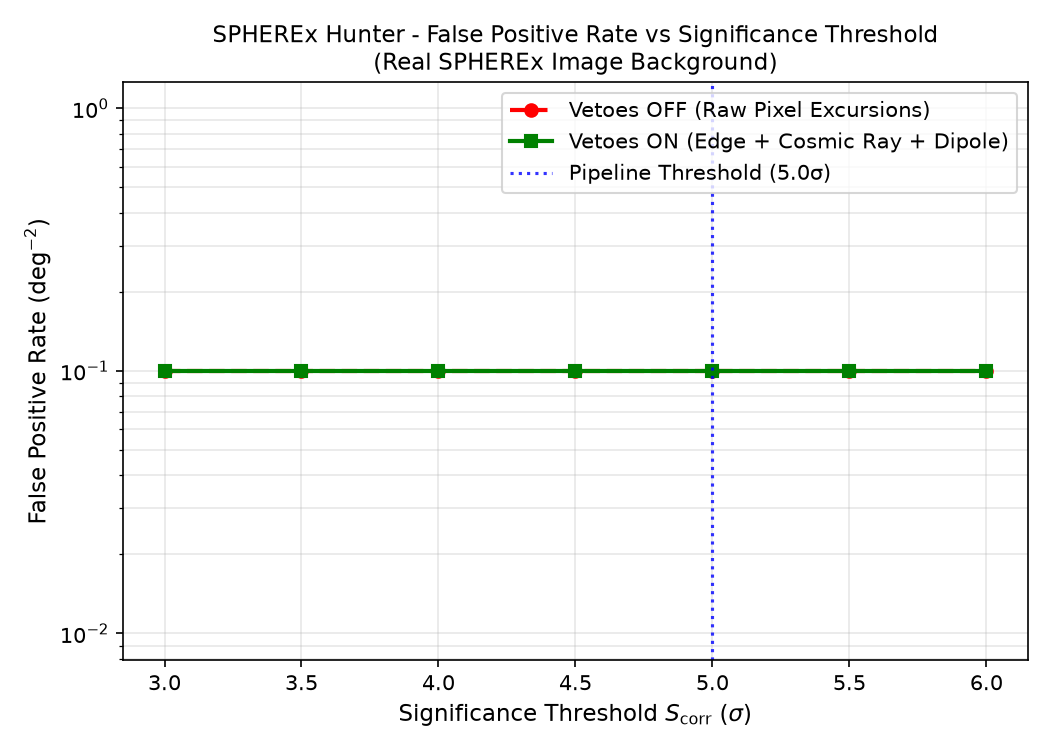 SPHEREx Hunter - False Positive Rate vs Significance Threshold
(Real SPHEREx Image Background)
Vetoes OFF (Raw Pixel Excursions)
Vetoes ON (Edge + Cosmic Ray + Dipole)
Pipeline Threshold (5.0σ)
False Positive Rate (deg⁻²)
10⁰
10⁻¹
10⁻²
3.0 3.5 4.0 4.5 5.0 5.5 6.0
Significance Threshold S_corr (σ)